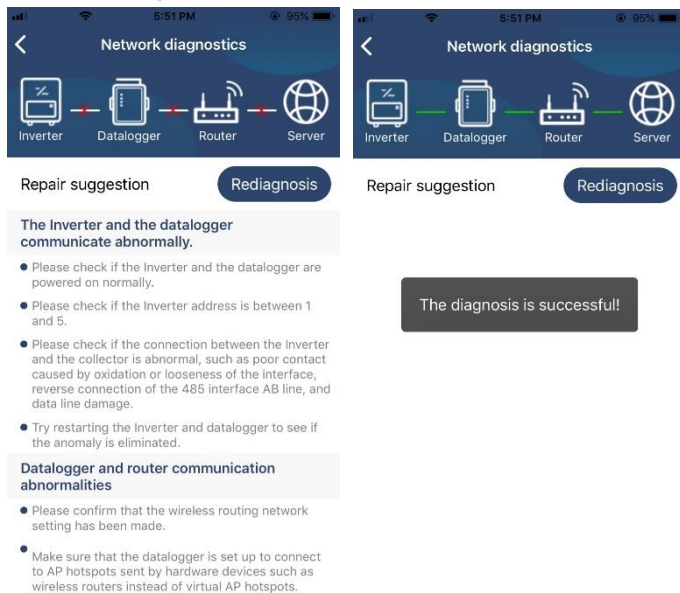 5:51 PM
95%
Network diagnostics
Inverter
Datalogger
Router
Server
Repair suggestion
Rediagnosis
The Inverter and the datalogger
communicate abnormally.
Please check if the Inverter and the datalogger are
powered on normally.
Please check if the Inverter address is between 1
and 5.
Please check if the connection between the Inverter
and the collector is abnormal, such as poor contact
caused by oxidation or looseness of the interface,
reverse connection of the 485 interface AB line, and
data line damage.
Try restarting the Inverter and datalogger to see if
the anomaly is eliminated.
Datalogger and router communication
abnormalities
Please confirm that the wireless routing network
setting has been made.
Make sure that the datalogger is set up to connect
to AP hotspots sent by hardware devices such as
wireless routers instead of virtual AP hotspots.
5:51 PM
95%
Network diagnostics
Inverter
Datalogger
Router
Server
Repair suggestion
Rediagnosis
The diagnosis is successful!